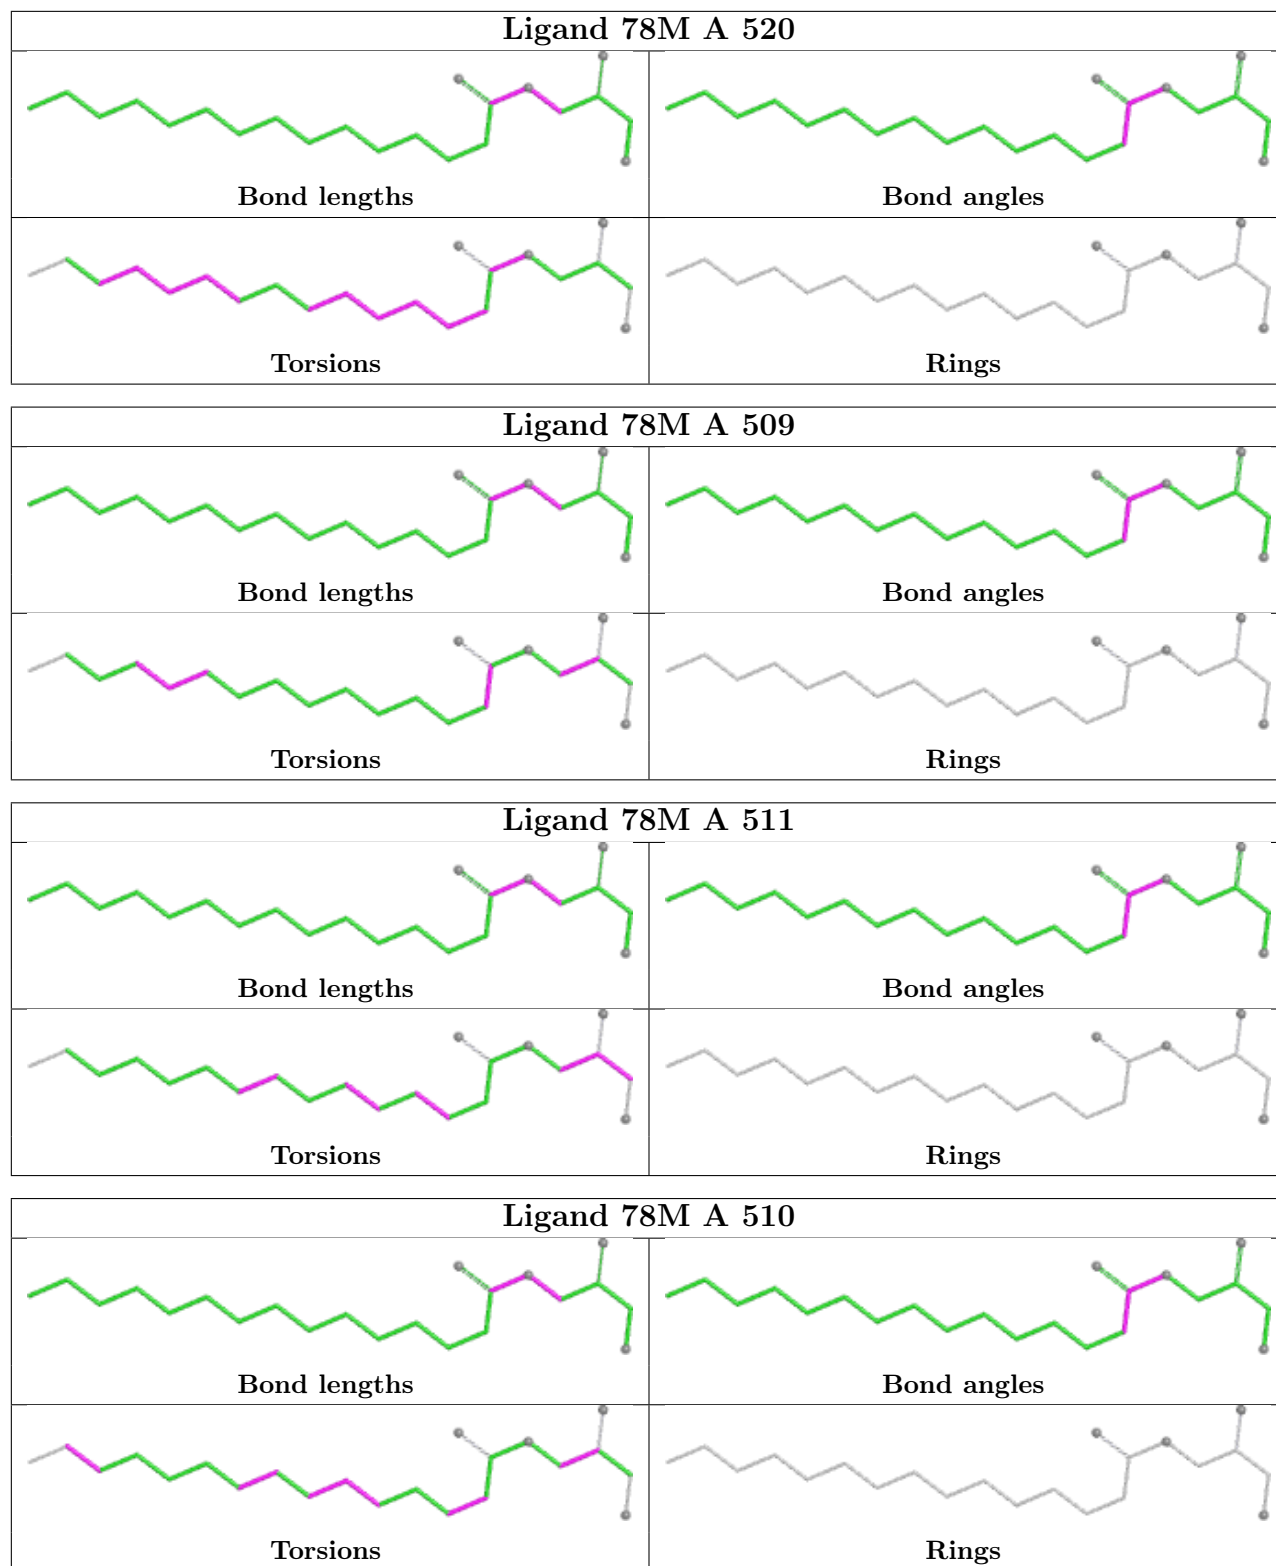 Ligand 78M A 520
Bond lengths
Bond angles
Torsions
Rings
Ligand 78M A 509
Bond lengths
Bond angles
Torsions
Rings
Ligand 78M A 511
Bond lengths
Bond angles
Torsions
Rings
Ligand 78M A 510
Bond lengths
Bond angles
Torsions
Rings